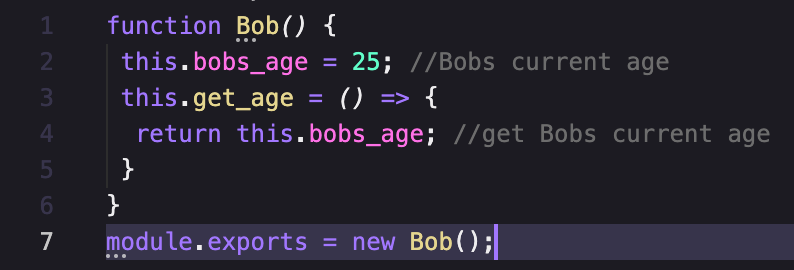 1 function Bob() {
2 this.bobs_age = 25; //Bobs current age
3 this.get_age = () => {
4 return this.bobs_age; //get Bobs current age
5 }
6 }
7 module.exports = new Bob();